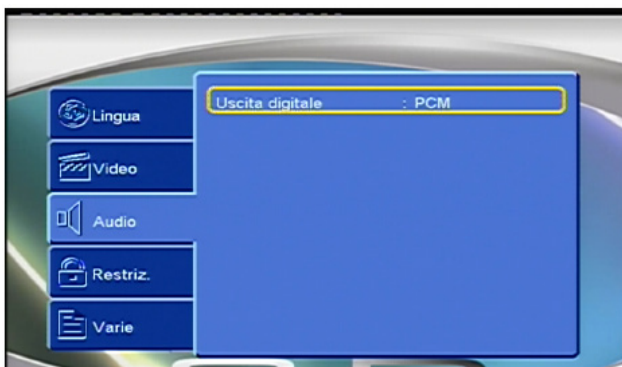 Lingua
Uscita digitale : PCM
Video
Audio
Restriz.
Varie